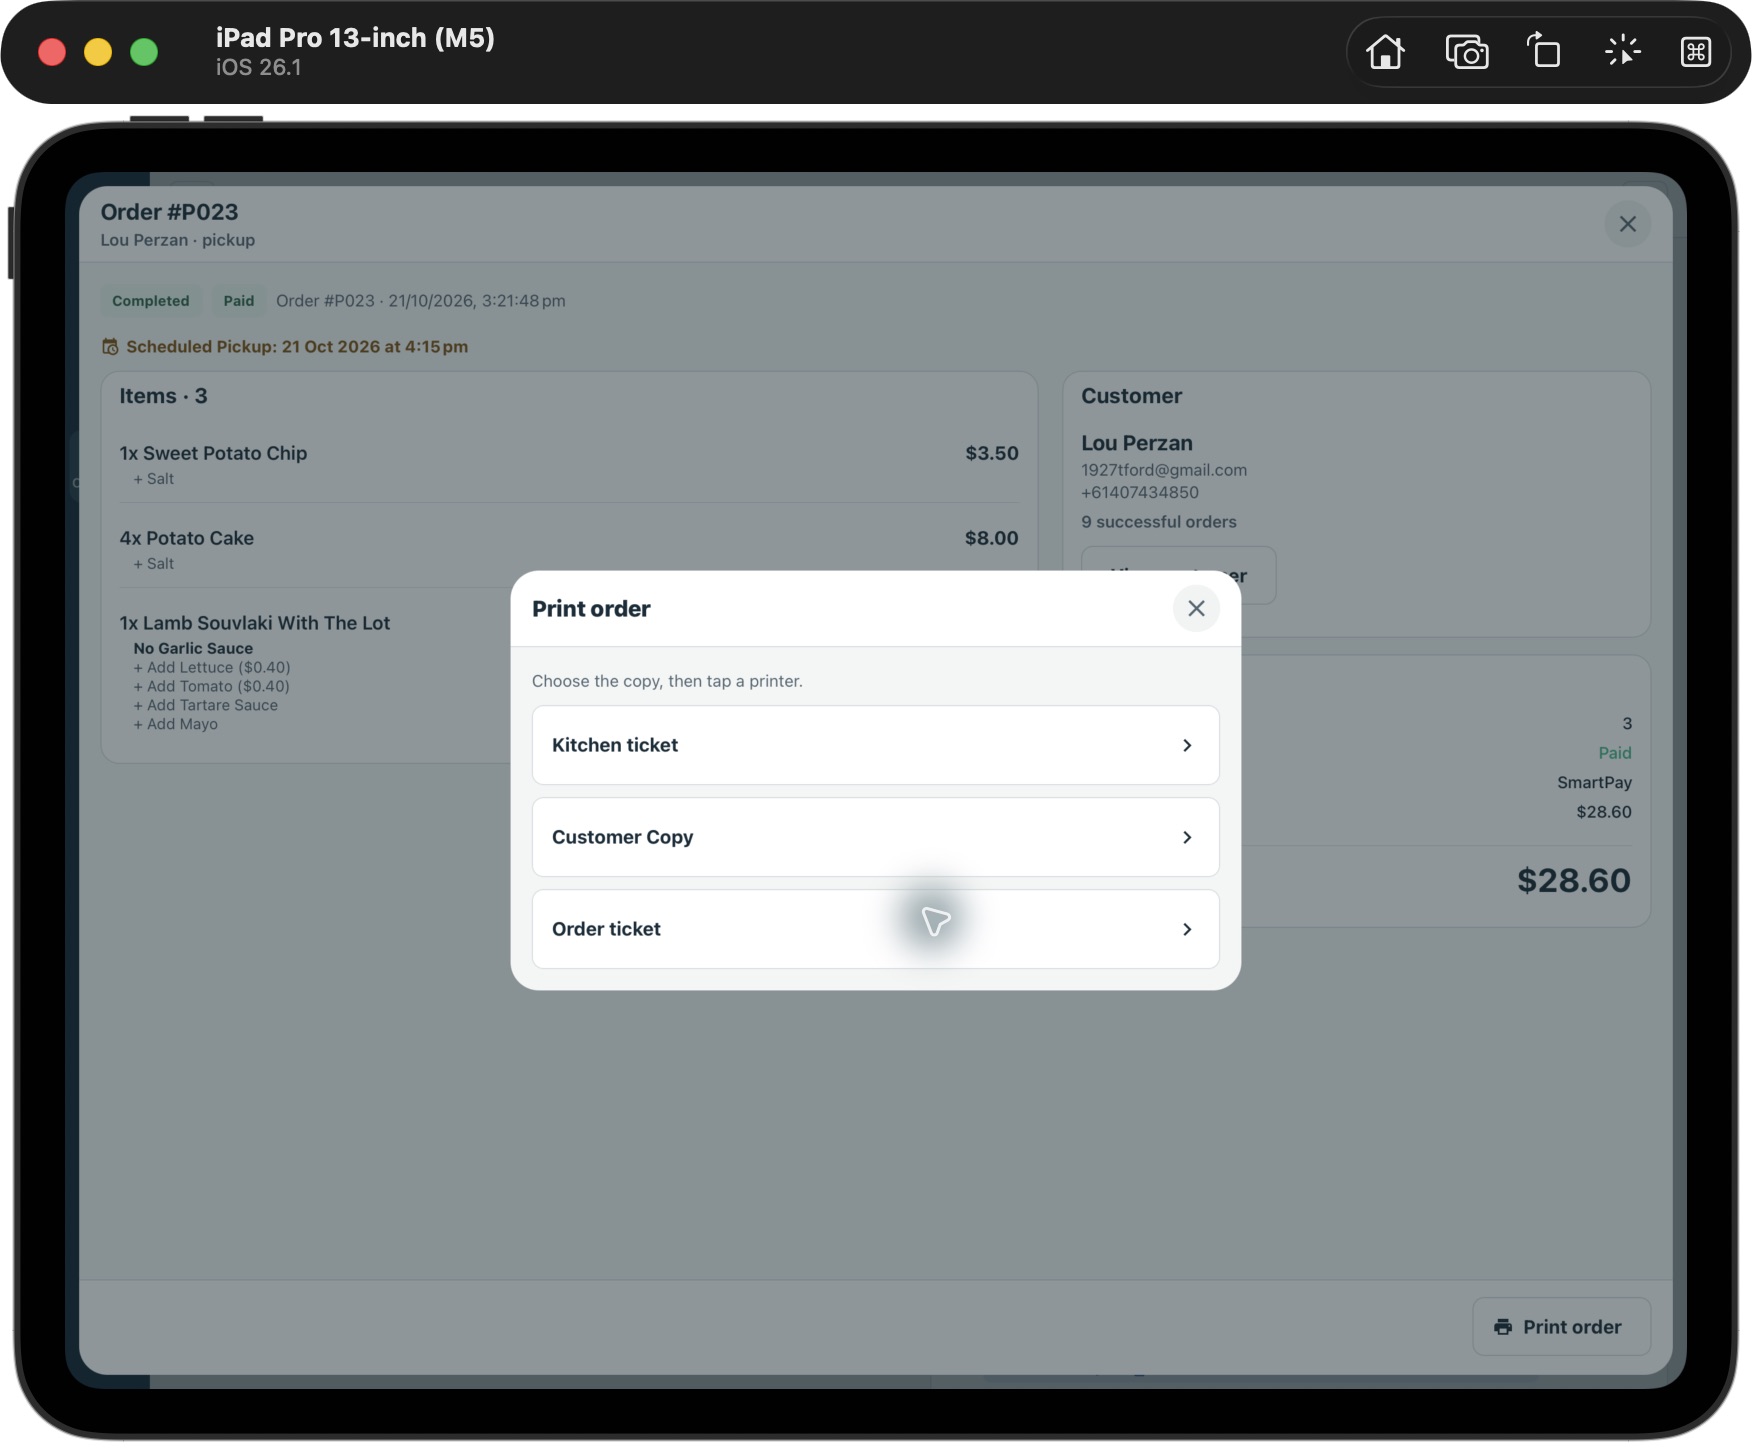 iPad Pro 13-inch (M5)
iOS 26.1
Order #P023
Lou Perzan · pickup
Completed
Paid
Order #P023 · 21/10/2026, 3:21:48 pm
Scheduled Pickup: 21 Oct 2026 at 4:15 pm
Items · 3
1x Sweet Potato Chip
$3.50
+ Salt
4x Potato Cake
$8.00
+ Salt
1x Lamb Souvlaki With The Lot
No Garlic Sauce
+ Add Lettuce ($0.40)
+ Add Tomato ($0.40)
+ Add Tartare Sauce
+ Add Mayo
Customer
Lou Perzan
1927tford@gmail.com
+61407434850
9 successful orders
Print order
Choose the copy, then tap a printer.
Kitchen ticket
Customer Copy
Order ticket
3
Paid
SmartPay
$28.60
$28.60
Print order